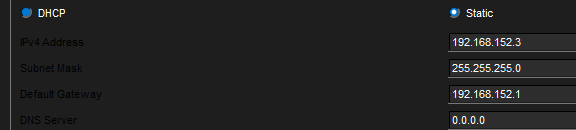 DHCP Static
IPv4 Address 192.168.152.3
Subnet Mask 255.255.255.0
Default Gateway 192.168.152.1
DNS Server 0.0.0.0